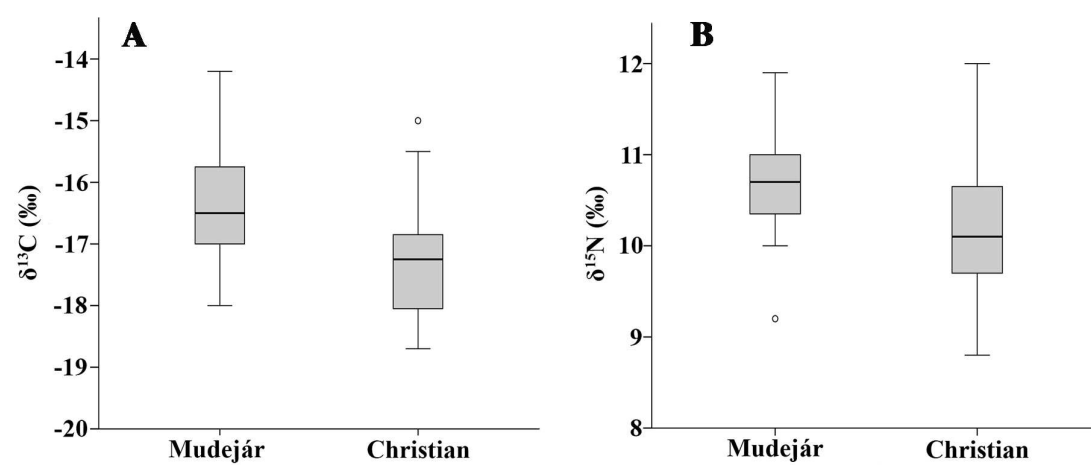 A
δ¹³C (‰)
-14
-15
-16
-17
-18
-19
-20
Mudejár
Christian
B
δ¹⁵N (‰)
12
11
10
9
8
Mudejár
Christian